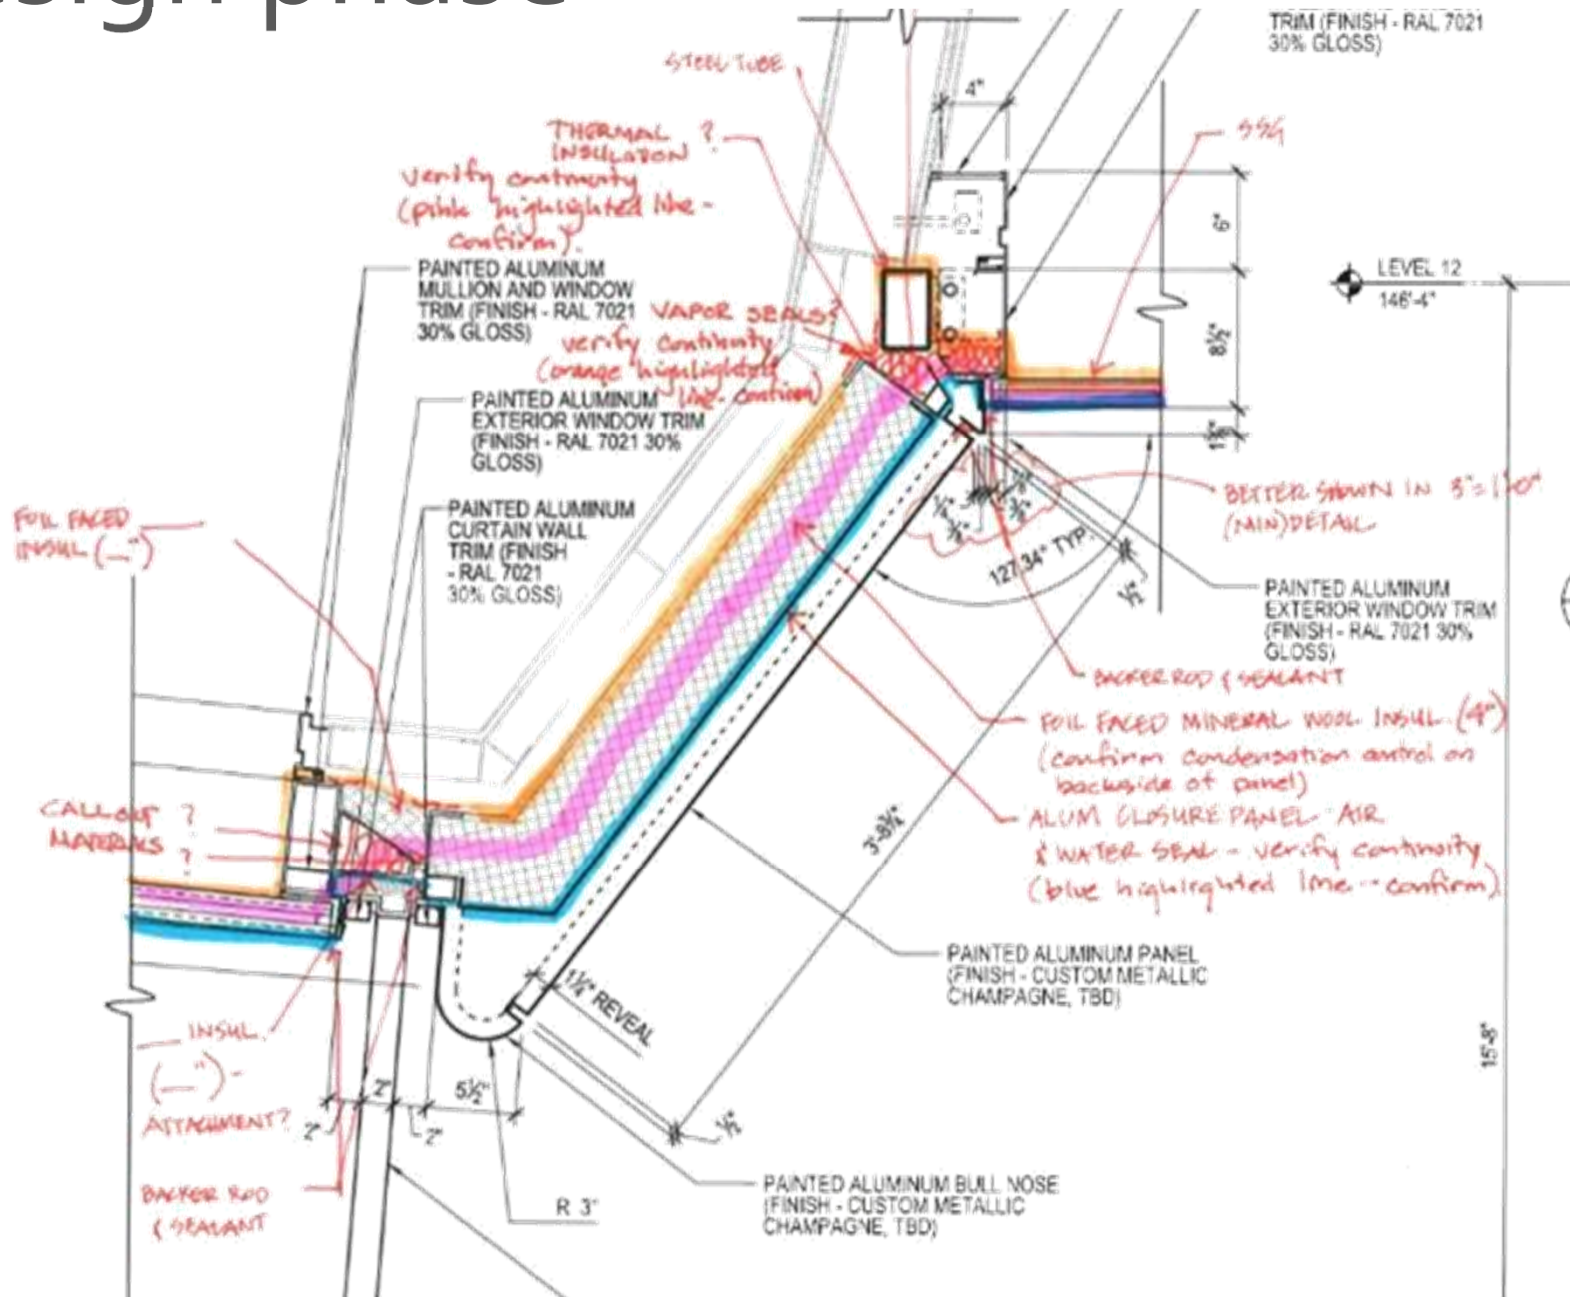 design phase
TRIM (FINISH - RAL 7021
30% GLOSS)
STEEL TUBE
4"
THERMAL ?
INSULATION
verify continuity
(pink highlighted line -
confirm).
SSG
6"
PAINTED ALUMINUM
MULLION AND WINDOW
TRIM (FINISH - RAL 7021
30% GLOSS)
LEVEL 12
146'-4"
VAPOR SEALS?
verify continuity
(orange highlighted
line - confirm)
8½"
PAINTED ALUMINUM
EXTERIOR WINDOW TRIM
(FINISH - RAL 7021 30%
GLOSS)
BETTER SHOWN IN 3"=1'-0"
(MIN) DETAIL
PAINTED ALUMINUM
CURTAIN WALL
TRIM (FINISH
- RAL 7021
30% GLOSS)
FOIL FACED
INSUL (_")
127.34° TYP.
½"
PAINTED ALUMINUM
EXTERIOR WINDOW TRIM
(FINISH - RAL 7021 30%
GLOSS)
BACKER ROD & SEALANT
FOIL FACED MINERAL WOOL INSUL. (4")
(confirm condensation control on
backside of panel)
ALUM CLOSURE PANEL - AIR
& WATER SEAL - verify continuity
(blue highlighted line - confirm)
CALLOUT ?
MATERIALS
?
3'-8¾"
PAINTED ALUMINUM PANEL
(FINISH - CUSTOM METALLIC
CHAMPAGNE, TBD)
1¼" REVEAL
15'-8"
INSUL.
(_") -
ATTACHMENT?
2"
2"
2"
5½"
½"
BACKER ROD
& SEALANT
R 3"
PAINTED ALUMINUM BULL NOSE
(FINISH - CUSTOM METALLIC
CHAMPAGNE, TBD)